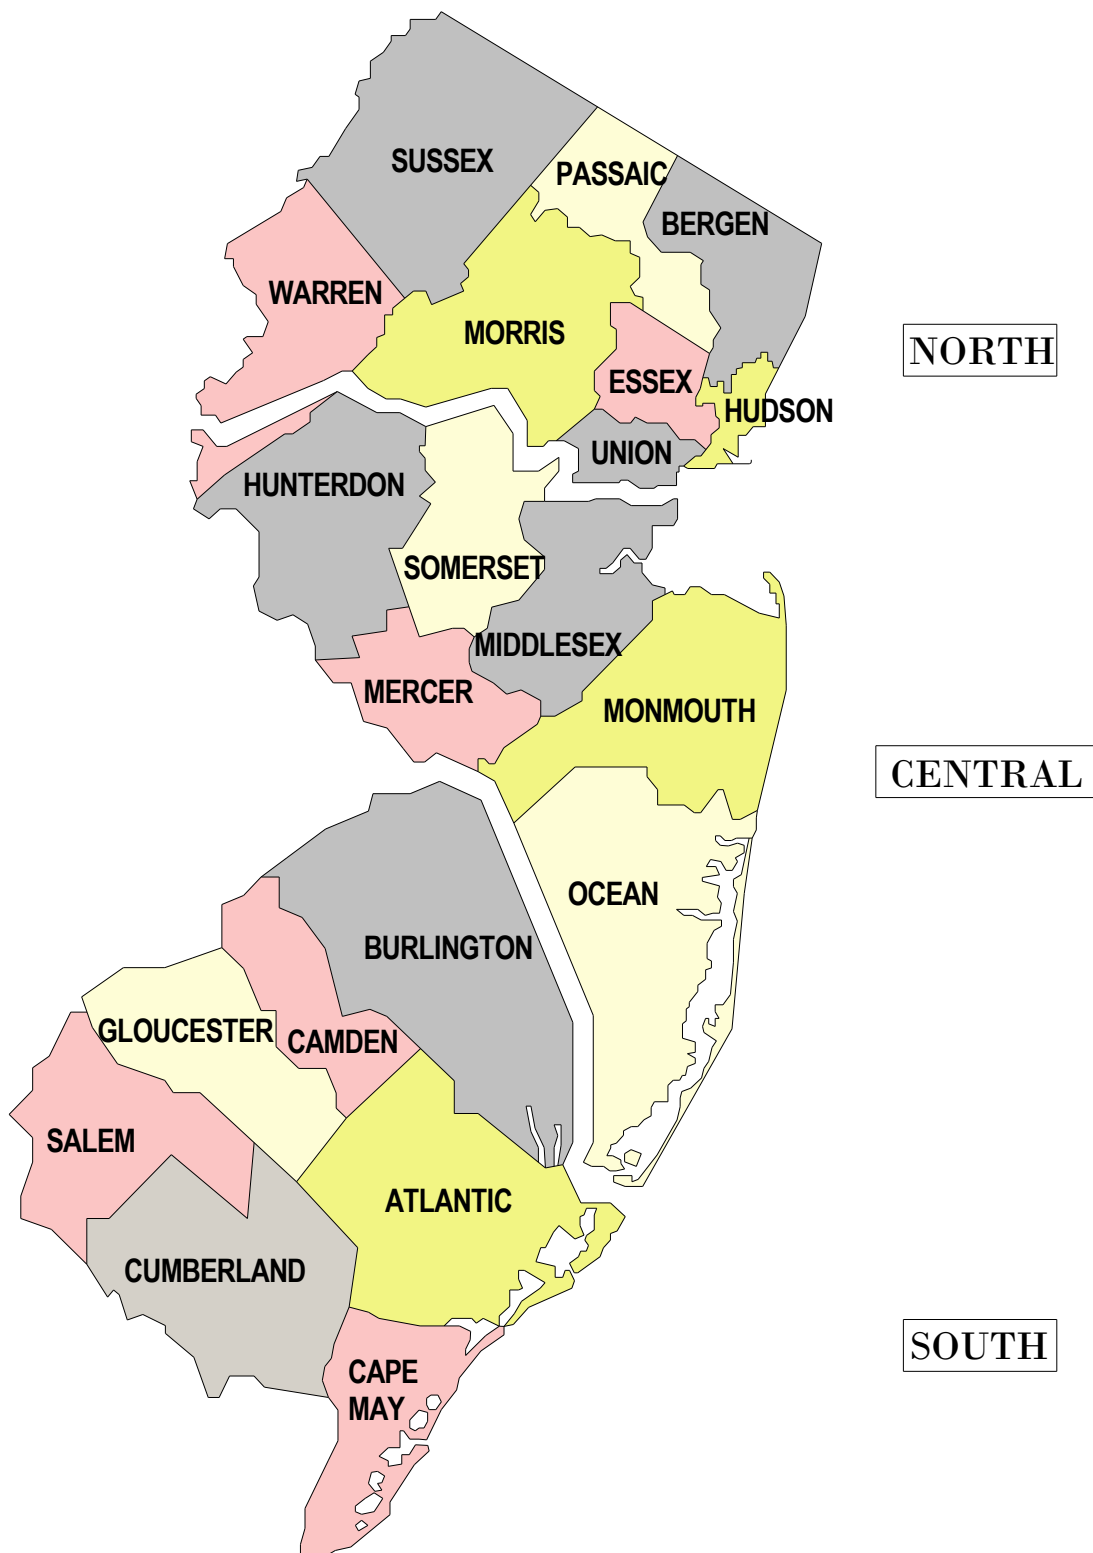 SUSSEX
PASSAIC
BERGEN
WARREN
MORRIS
NORTH
ESSEX
HUDSON
UNION
HUNTERDON
SOMERSET
MIDDLESEX
MERCER
MONMOUTH
CENTRAL
OCEAN
BURLINGTON
GLOUCESTER
CAMDEN
SALEM
ATLANTIC
CUMBERLAND
SOUTH
CAPE
MAY